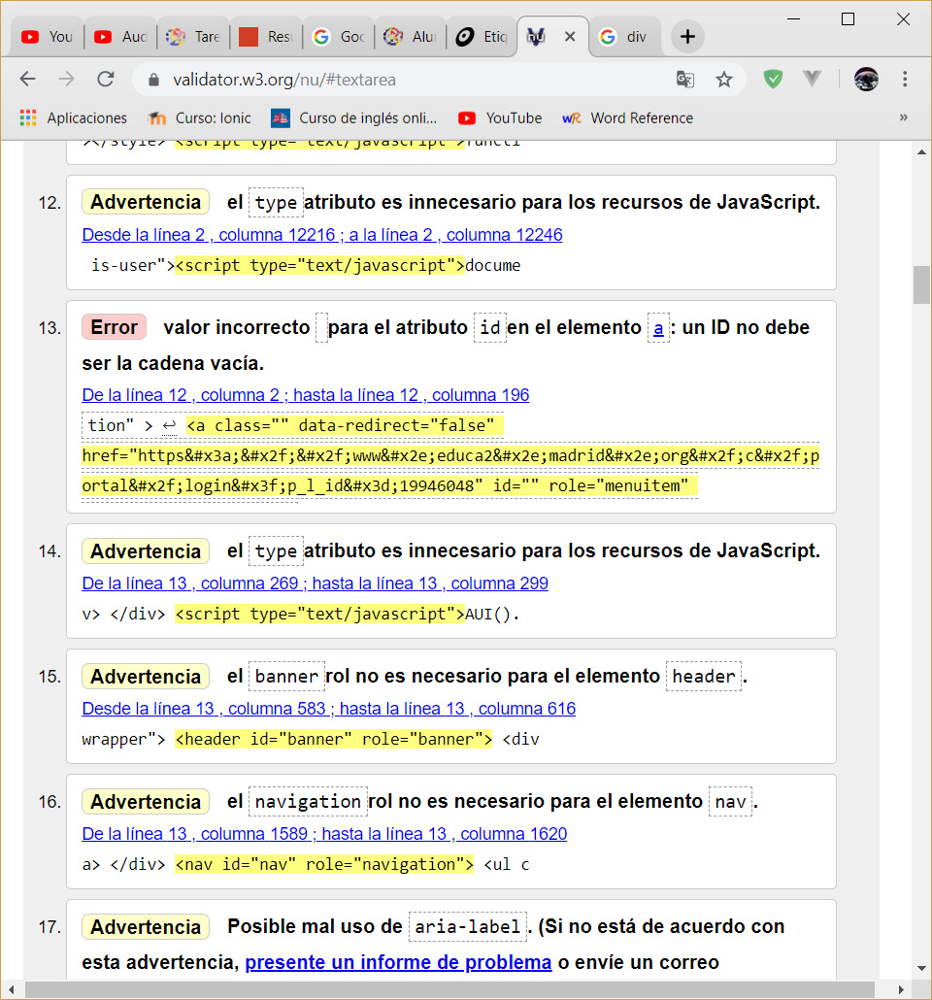 You Aud Tare Res Goo Alu Etiq div
validator.w3.org/nu/#textarea
Aplicaciones Curso: Ionic Curso de inglés onli... YouTube Word Reference »
></style> <script type="text/javascript">functi
12. Advertencia el type atributo es innecesario para los recursos de JavaScript.
Desde la línea 2 , columna 12216 ; a la línea 2 , columna 12246
is-user"><script type="text/javascript">docume
13. Error valor incorrecto para el atributo id en el elemento a : un ID no debe
ser la cadena vacía.
De la línea 12 , columna 2 ; hasta la línea 12 , columna 196
tion" > ↩ <a class="" data-redirect="false"
href="https&#x3a;&#x2f;&#x2f;www&#x2e;educa2&#x2e;madrid&#x2e;org&#x2f;c&#x2f;p
ortal&#x2f;login&#x3f;p_l_id&#x3d;19946048" id="" role="menuitem"
14. Advertencia el type atributo es innecesario para los recursos de JavaScript.
De la línea 13 , columna 269 ; hasta la línea 13 , columna 299
v> </div> <script type="text/javascript">AUI().
15. Advertencia el banner rol no es necesario para el elemento header .
Desde la línea 13 , columna 583 ; hasta la línea 13 , columna 616
wrapper"> <header id="banner" role="banner"> <div
16. Advertencia el navigation rol no es necesario para el elemento nav .
De la línea 13 , columna 1589 ; hasta la línea 13 , columna 1620
a> </div> <nav id="nav" role="navigation"> <ul c
17. Advertencia Posible mal uso de aria-label . (Si no está de acuerdo con
esta advertencia, presente un informe de problema o envíe un correo